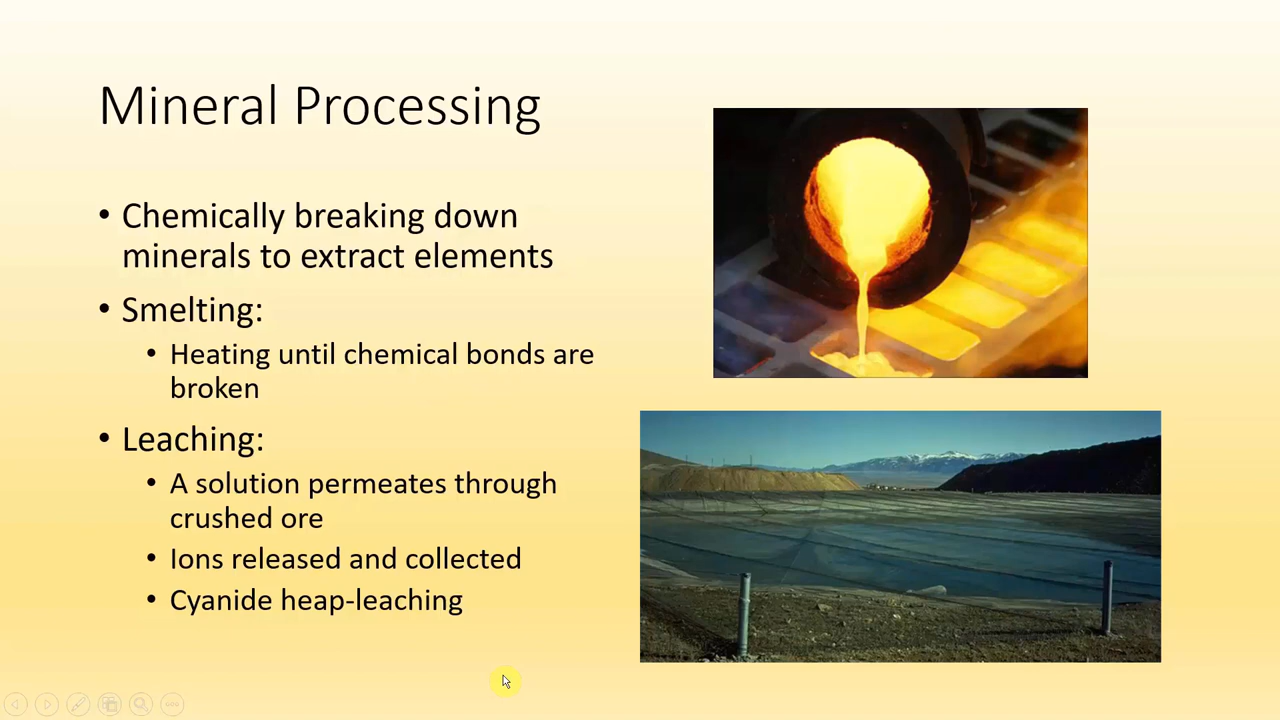 Mineral Processing
• Chemically breaking down
minerals to extract elements
• Smelting:
• Heating until chemical bonds are
broken
• Leaching:
• A solution permeates through
crushed ore
• Ions released and collected
• Cyanide heap-leaching